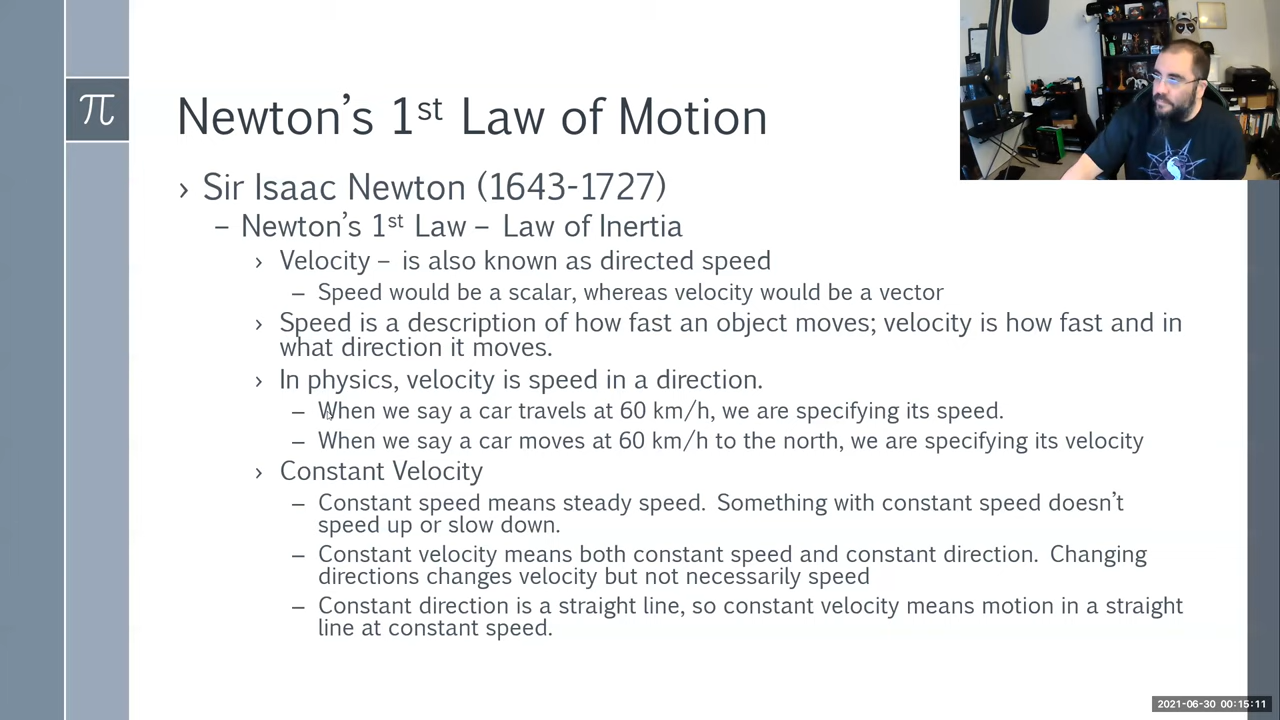 π
Newton's 1st Law of Motion
› Sir Isaac Newton (1643-1727)
– Newton's 1st Law – Law of Inertia
› Velocity – is also known as directed speed
– Speed would be a scalar, whereas velocity would be a vector
› Speed is a description of how fast an object moves; velocity is how fast and in
what direction it moves.
› In physics, velocity is speed in a direction.
– When we say a car travels at 60 km/h, we are specifying its speed.
– When we say a car moves at 60 km/h to the north, we are specifying its velocity
› Constant Velocity
– Constant speed means steady speed. Something with constant speed doesn't
speed up or slow down.
– Constant velocity means both constant speed and constant direction. Changing
directions changes velocity but not necessarily speed
– Constant direction is a straight line, so constant velocity means motion in a straight
line at constant speed.
2021-06-30 00:15:11